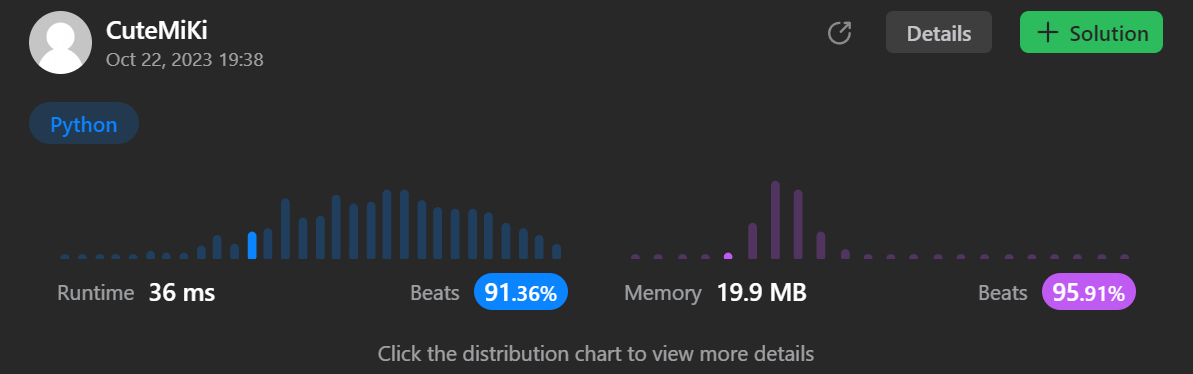 CuteMiKi
Oct 22, 2023 19:38
Details
+ Solution
Python
Runtime 36 ms Beats 91.36%
Memory 19.9 MB Beats 95.91%
Click the distribution chart to view more details